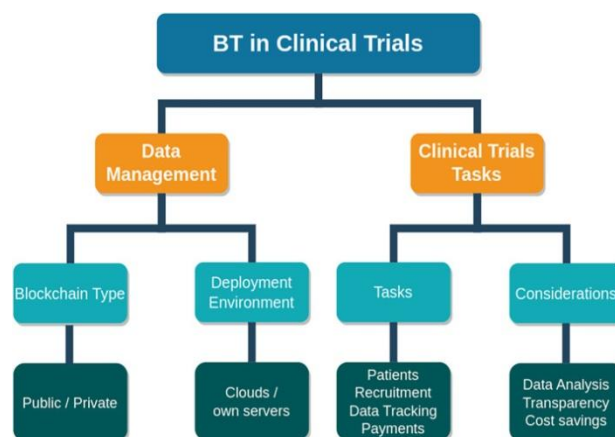 BT in Clinical Trials
Data
Management
Clinical Trials
Tasks
Blockchain Type
Deployment
Environment
Tasks
Considerations
Public / Private
Clouds /
own servers
Patients
Recruitment
Data Tracking
Payments
Data Analysis
Transparency
Cost savings